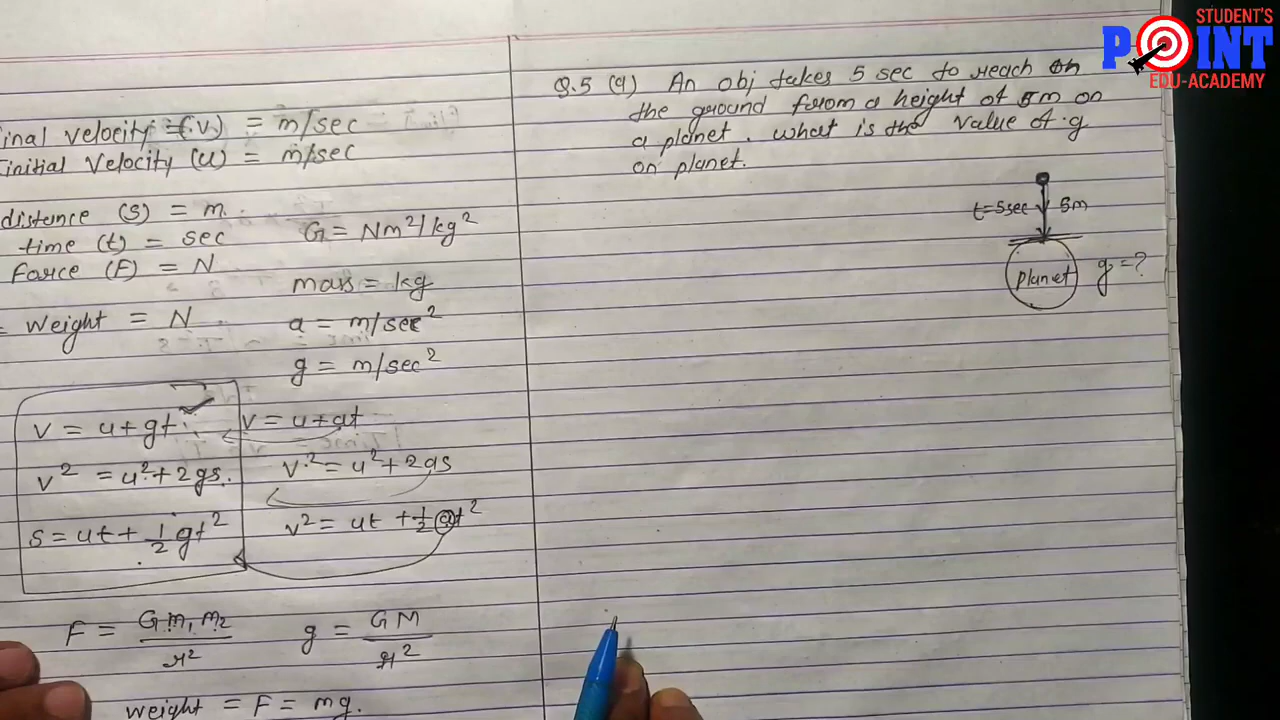 STUDENT'S
POINT
EDU-ACADEMY
inal velocity = (v) = m/sec
initial Velocity (u) = m/sec
distence (s) = m.
time (t) = sec
Force (F) = N
= Weight = N
G = Nm²/kg²
mass = kg
a = m/sec²
g = m/sec²
v = u+gt
v² = u²+2gs.
s = ut+½gt²
v = u+at
v² = u²+2as
v² = ut+½at²
F = Gm₁m₂/r²
g = GM/r²
weight = F = mg.
Q.5 (a) An obj takes 5 sec to reach on
the ground from a height of 5m on
a planet. What is the value of g
on planet.
t=5sec
5m
planet
g=?